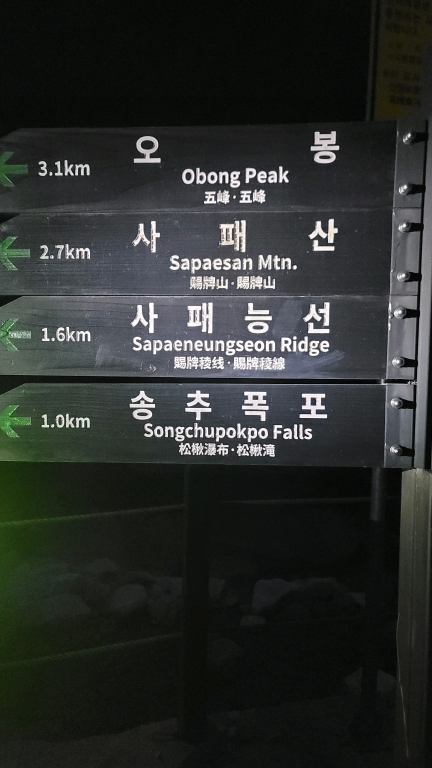 3.1km 오 봉
Obong Peak
五峰·五峰
2.7km 사 패 산
Sapaesan Mtn.
賜牌山·賜牌山
1.6km 사 패 능 선
Sapaeneungseon Ridge
賜牌稜线·賜牌稜線
1.0km 송 추 폭 포
Songchupokpo Falls
松楸瀑布·松楸滝